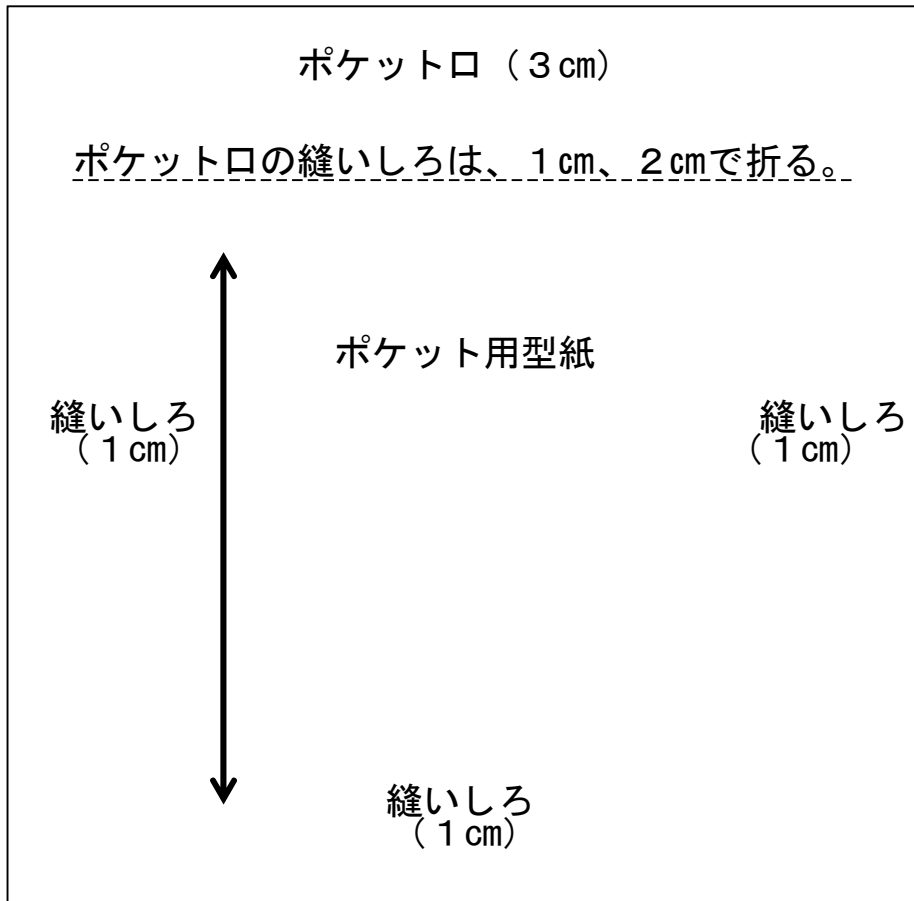 ポケット口（３㎝）
ポケット口の縫いしろは、１㎝、２㎝で折る。
ポケット用型紙
縫いしろ
（１㎝）
縫いしろ
（１㎝）
縫いしろ
（１㎝）